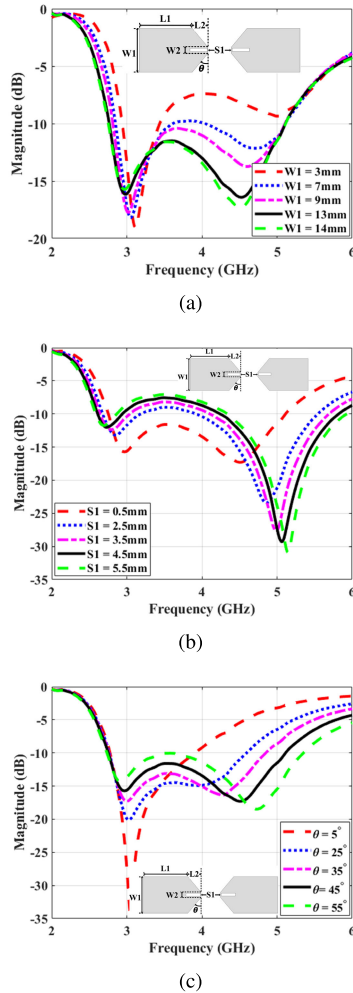 L1
L2
W1
W2
S1
θ
0
-5
-10
-15
-20
Magnitude (dB)
W1 = 3mm
W1 = 7mm
W1 = 9mm
W1 = 13mm
W1 = 14mm
2 3 4 5 6
Frequency (GHz)
(a)
L1
L2
W1
W2
S1
θ
0
-5
-10
-15
-20
-25
-30
-35
Magnitude (dB)
S1 = 0.5mm
S1 = 2.5mm
S1 = 3.5mm
S1 = 4.5mm
S1 = 5.5mm
2 3 4 5 6
Frequency (GHz)
(b)
0
-5
-10
-15
-20
-25
-30
-35
Magnitude (dB)
θ = 5°
θ = 25°
θ = 35°
θ = 45°
θ = 55°
L1
L2
W1
W2
S1
θ
2 3 4 5 6
Frequency (GHz)
(c)